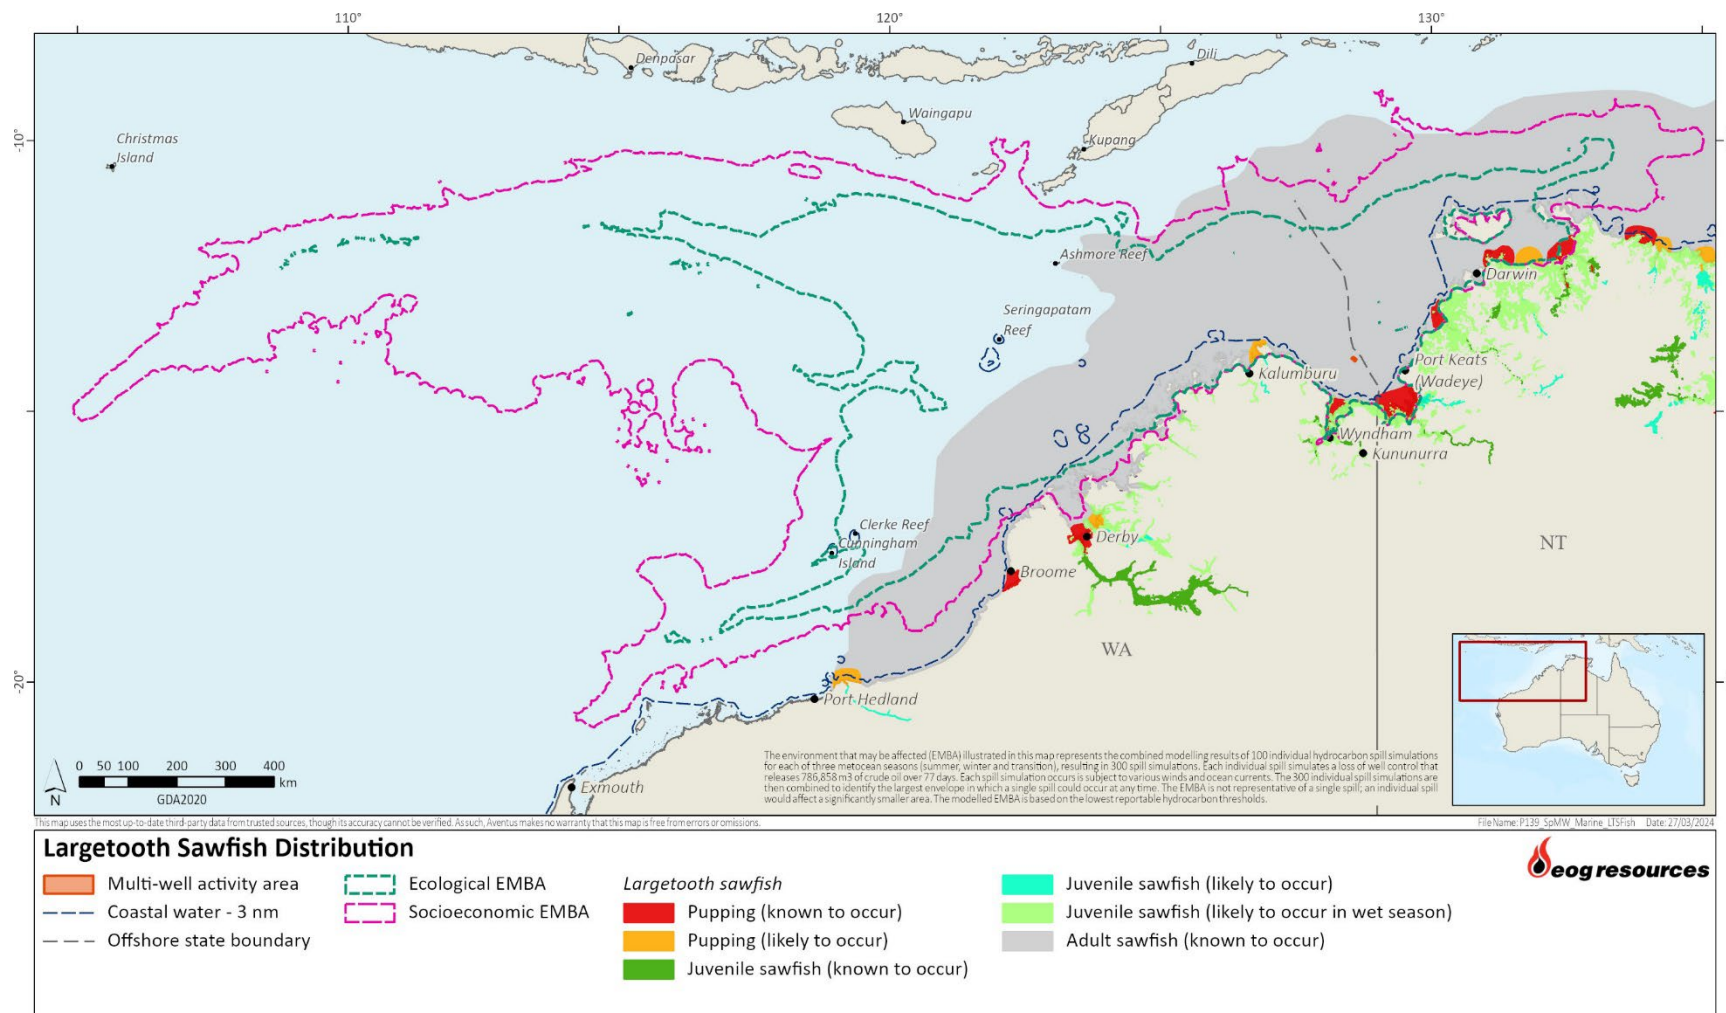 110°
120°
130°
-10°
-20°
Denpasar
Dili
Waingapu
Christmas
Island
Kupang
Ashmore Reef
Darwin
Seringapatam
Reef
Port Keats
(Wadeye)
Kalumburu
Wyndham
Kununurra
Clerke Reef
Cunningham
Island
Derby
NT
Broome
WA
Port Hedland
Exmouth
0 50 100 200 300 400
km
GDA2020
N
The environment that may be affected (EMBA) illustrated in this map represents the combined modelling results of 100 individual hydrocarbon spill simulations
for each of three metocean seasons (summer, winter and transition), resulting in 300 spill simulations. Each individual spill simulates a loss of well control that
releases 786,858 m3 of crude oil over 77 days. Each spill simulation occurs is subject to various winds and ocean currents. The 300 individual spill simulations are
then combined to identify the largest envelope in which a single spill could occur at any time. The EMBA is not representative of a single spill; an individual spill
would affect a significantly smaller area. The modelled EMBA is based on the lowest reportable hydrocarbon thresholds.
This map uses the most up-to-date third-party data from trusted sources, though its accuracy cannot be verified. As such, Aventus makes no warranty that this map is free from errors or omissions.
File Name: P139_SpMW_Marine_LTSFish Date: 27/03/2024
Largetooth Sawfish Distribution
Multi-well activity area
Coastal water - 3 nm
Offshore state boundary
Ecological EMBA
Socioeconomic EMBA
Largetooth sawfish
Pupping (known to occur)
Pupping (likely to occur)
Juvenile sawfish (known to occur)
Juvenile sawfish (likely to occur)
Juvenile sawfish (likely to occur in wet season)
Adult sawfish (known to occur)
eog resources